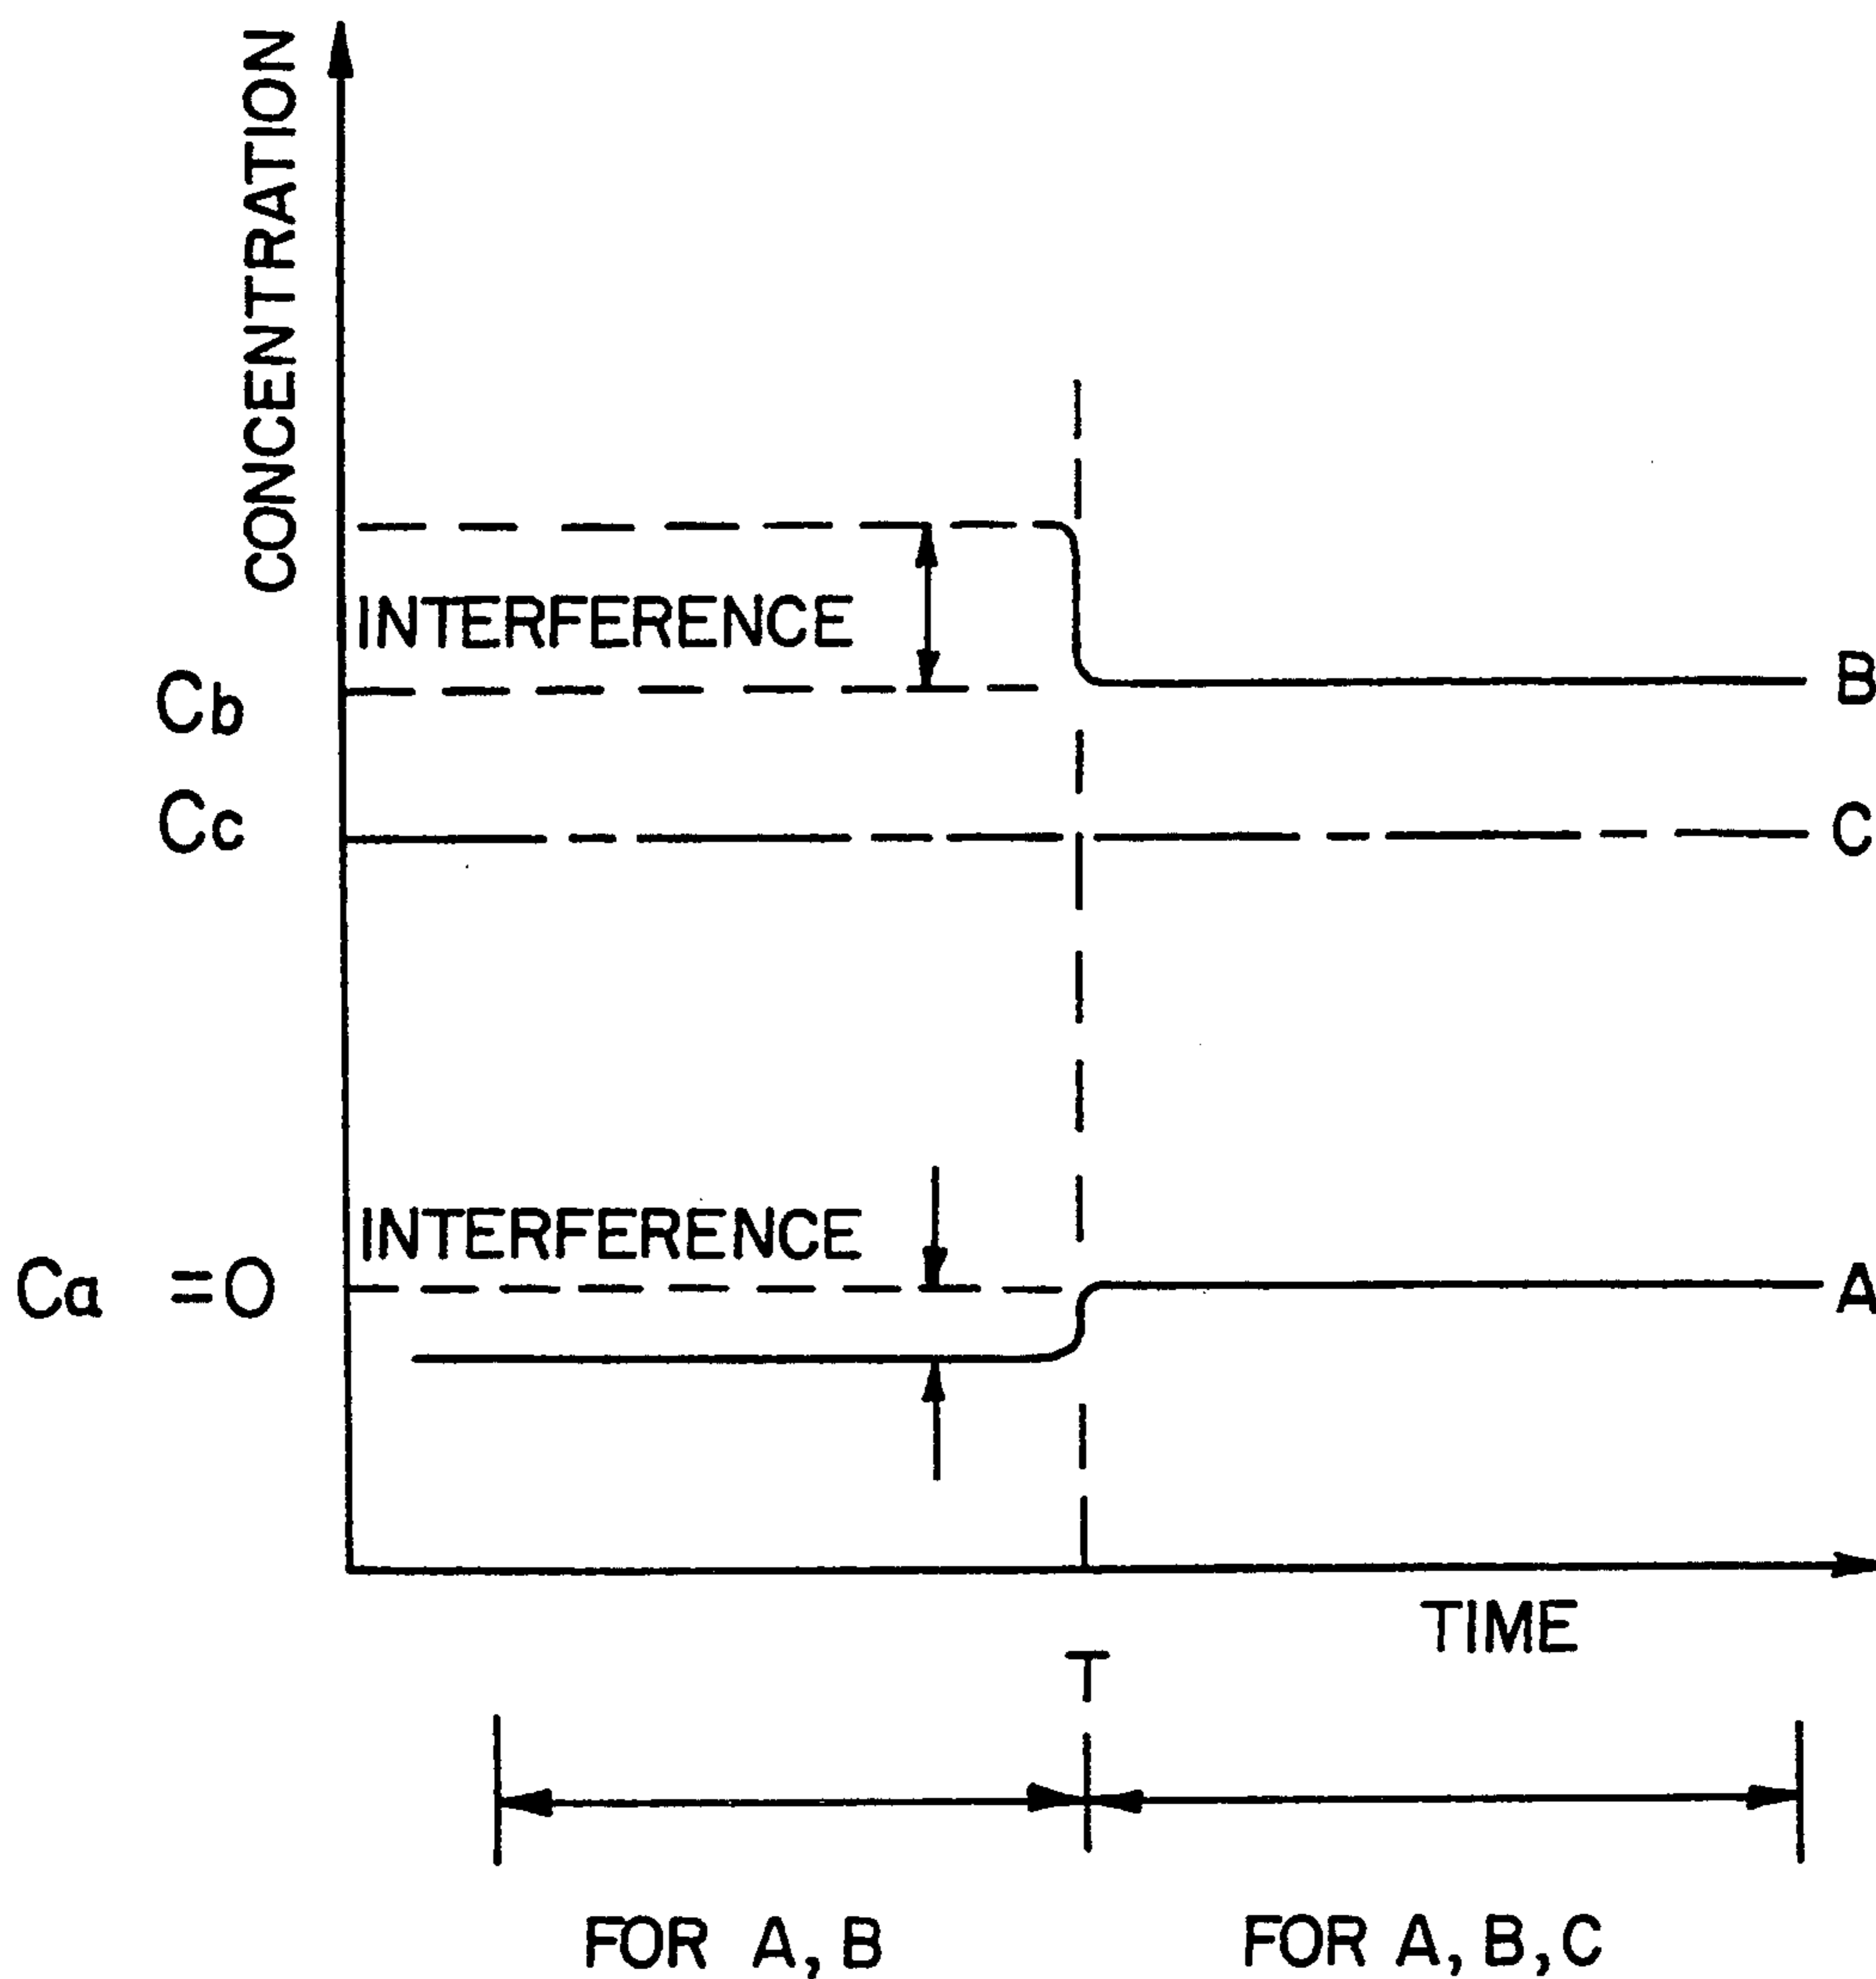 CONCENTRATION
INTERFERENCE
Cb
B
Cc
C
INTERFERENCE
Ca =0
A
TIME
T
FOR A, B
FOR A, B, C